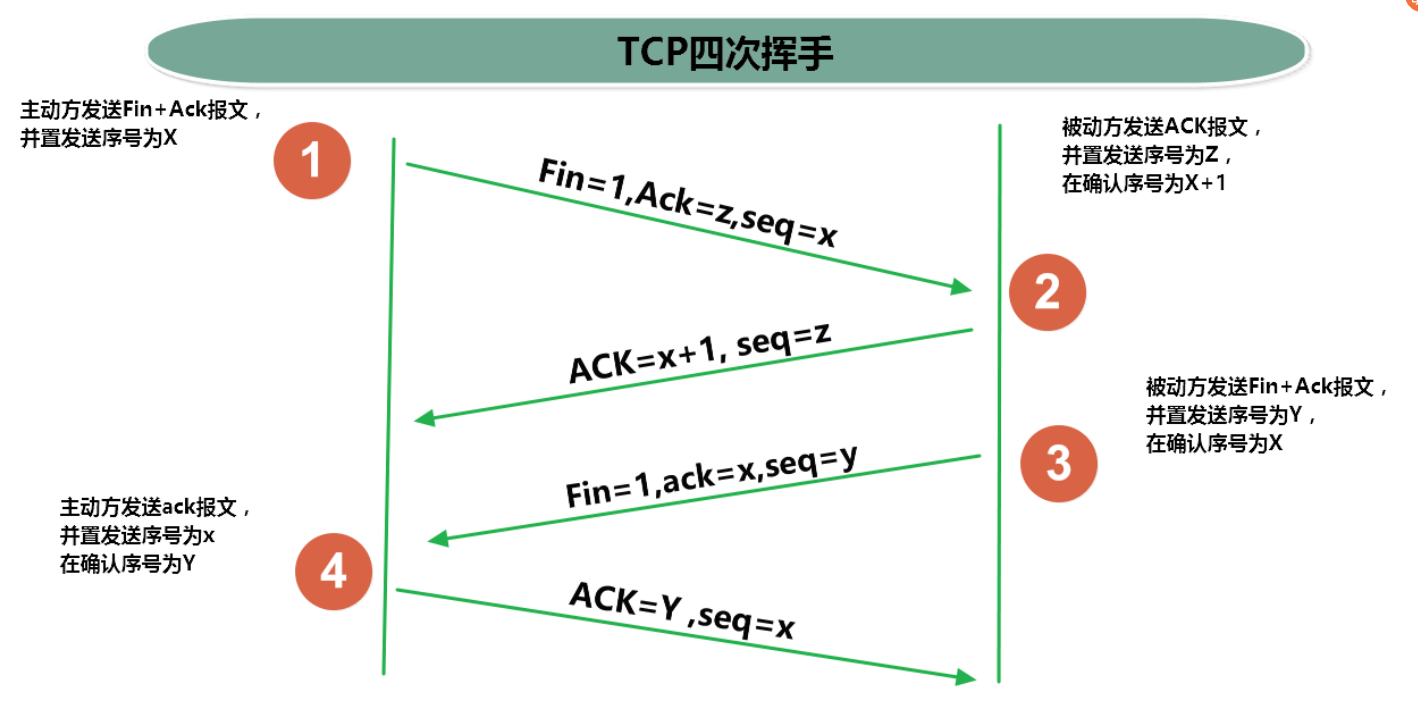 TCP四次挥手
主动方发送Fin+Ack报文，
并置发送序号为X
1
Fin=1,Ack=z,seq=x
被动方发送ACK报文，
并置发送序号为Z，
在确认序号为X+1
2
ACK=x+1, seq=z
被动方发送Fin+Ack报文，
并置发送序号为Y，
在确认序号为X
3
Fin=1,ack=x,seq=y
主动方发送ack报文，
并置发送序号为x
在确认序号为Y
4
ACK=Y ,seq=x